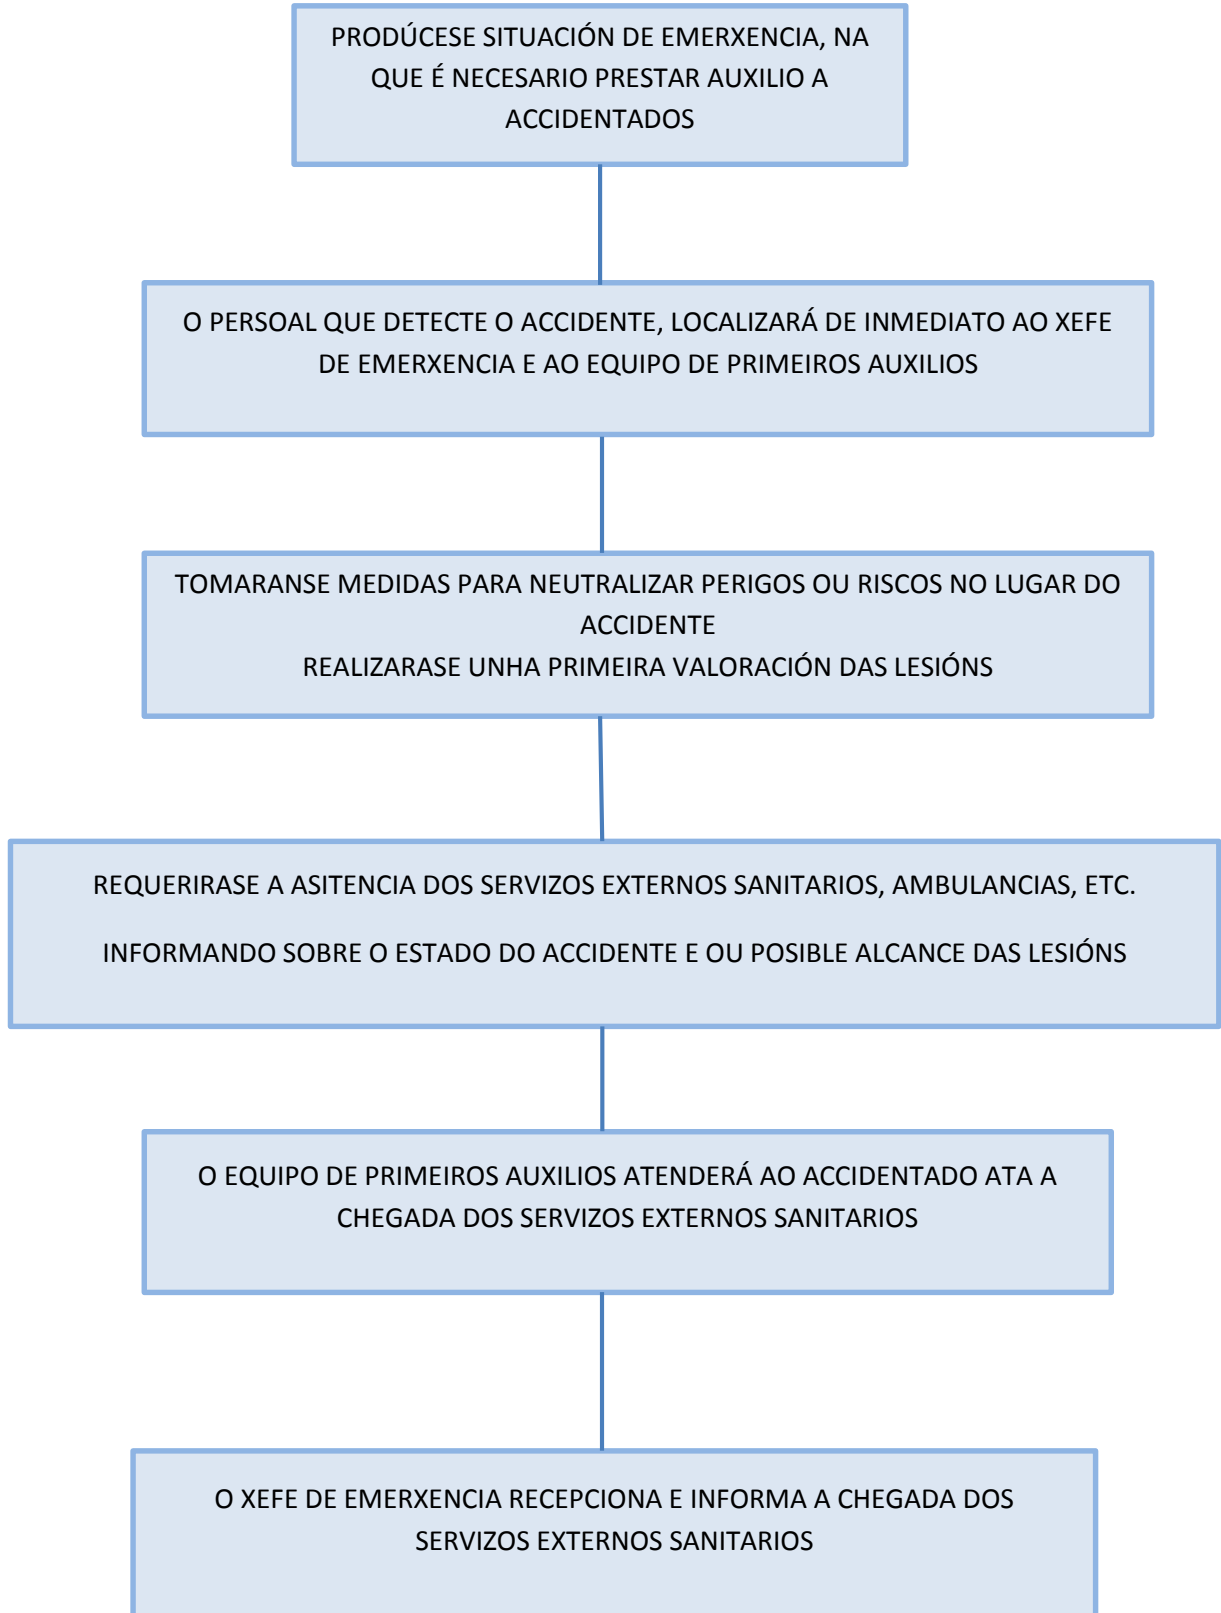 PRODÚCESE SITUACIÓN DE EMERXENCIA, NA
QUE É NECESARIO PRESTAR AUXILIO A
ACCIDENTADOS
O PERSOAL QUE DETECTE O ACCIDENTE, LOCALIZARÁ DE INMEDIATO AO XEFE
DE EMERXENCIA E AO EQUIPO DE PRIMEIROS AUXILIOS
TOMARANSE MEDIDAS PARA NEUTRALIZAR PERIGOS OU RISCOS NO LUGAR DO
ACCIDENTE
REALIZARASE UNHA PRIMEIRA VALORACIÓN DAS LESIÓNS
REQUERIRASE A ASITENCIA DOS SERVIZOS EXTERNOS SANITARIOS, AMBULANCIAS, ETC.
INFORMANDO SOBRE O ESTADO DO ACCIDENTE E OU POSIBLE ALCANCE DAS LESIÓNS
O EQUIPO DE PRIMEIROS AUXILIOS ATENDERÁ AO ACCIDENTADO ATA A
CHEGADA DOS SERVIZOS EXTERNOS SANITARIOS
O XEFE DE EMERXENCIA RECEPCIONA E INFORMA A CHEGADA DOS
SERVIZOS EXTERNOS SANITARIOS